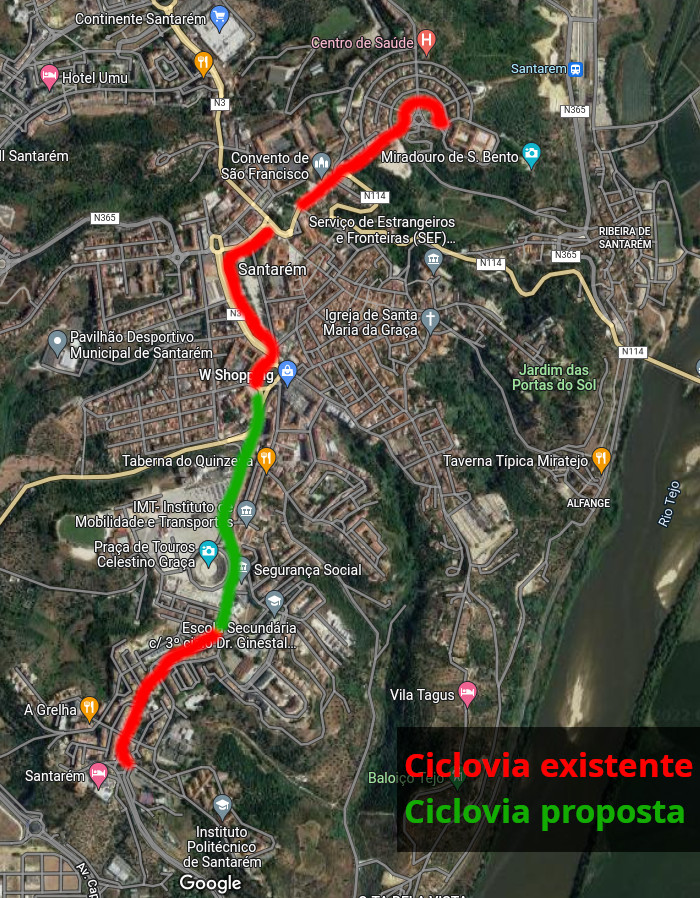 Continente Santarém
Centro de Saúde
Santarem
Hotel Umu
N3
N365
ll Santarém
Convento de
São Francisco
Miradouro de S. Bento
N114
N365
Serviço de Estrangeiros
e Fronteiras (SEF)...
RIBEIRA DE
SANTARÉM
N365
N114
Santarém
N3
Igreja de Santa
Maria da Graça
Pavilhão Desportivo
Municipal de Santarém
N114
W Shopping
Jardim das
Portas do Sol
Taberna do Quinzena
Taverna Típica Miratejo
Rio Tejo
ALFANGE
IMT- Instituto de
Mobilidade e Transportes
Praça de Touros
Celestino Graça
Segurança Social
Escola Secundária
c/ 3º ciclo Dr. Ginestal...
Vila Tagus
A Grelha
Ciclovia existente
Santarém
Baloiço Tejo
Ciclovia proposta
Instituto
Politécnico
de Santarém
Av. Cap
Google